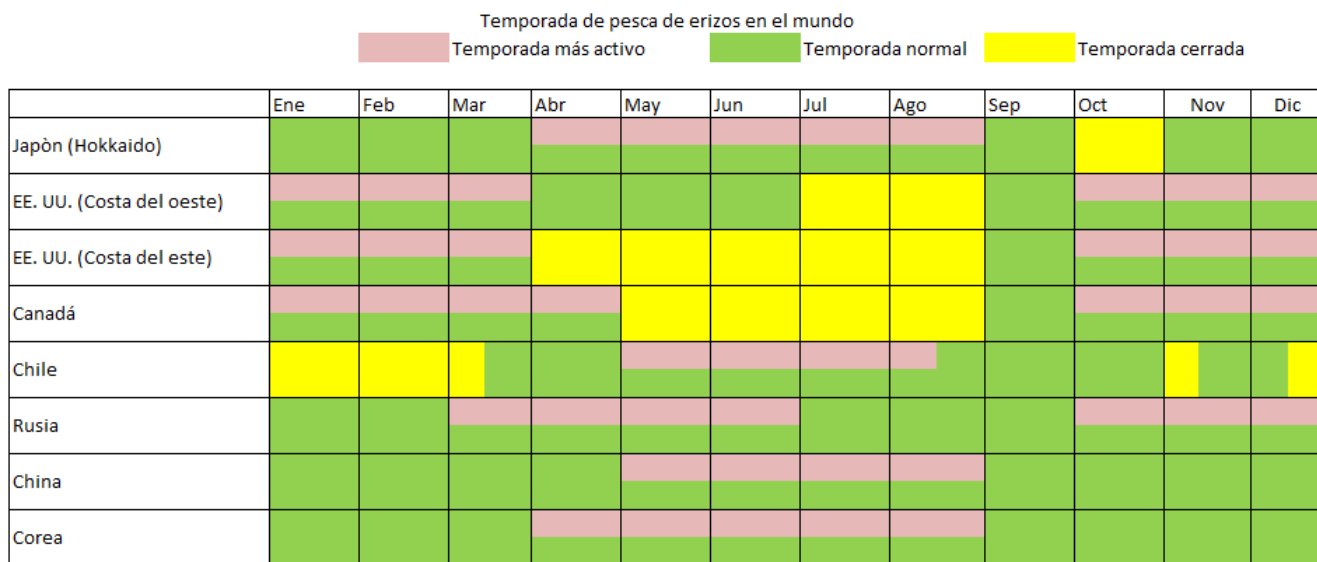 Temporada de pesca de erizos en el mundo
Temporada más activo Temporada normal Temporada cerrada
Ene Feb Mar Abr May Jun Jul Ago Sep Oct Nov Dic
Japòn (Hokkaido)
EE. UU. (Costa del oeste)
EE. UU. (Costa del este)
Canadá
Chile
Rusia
China
Corea